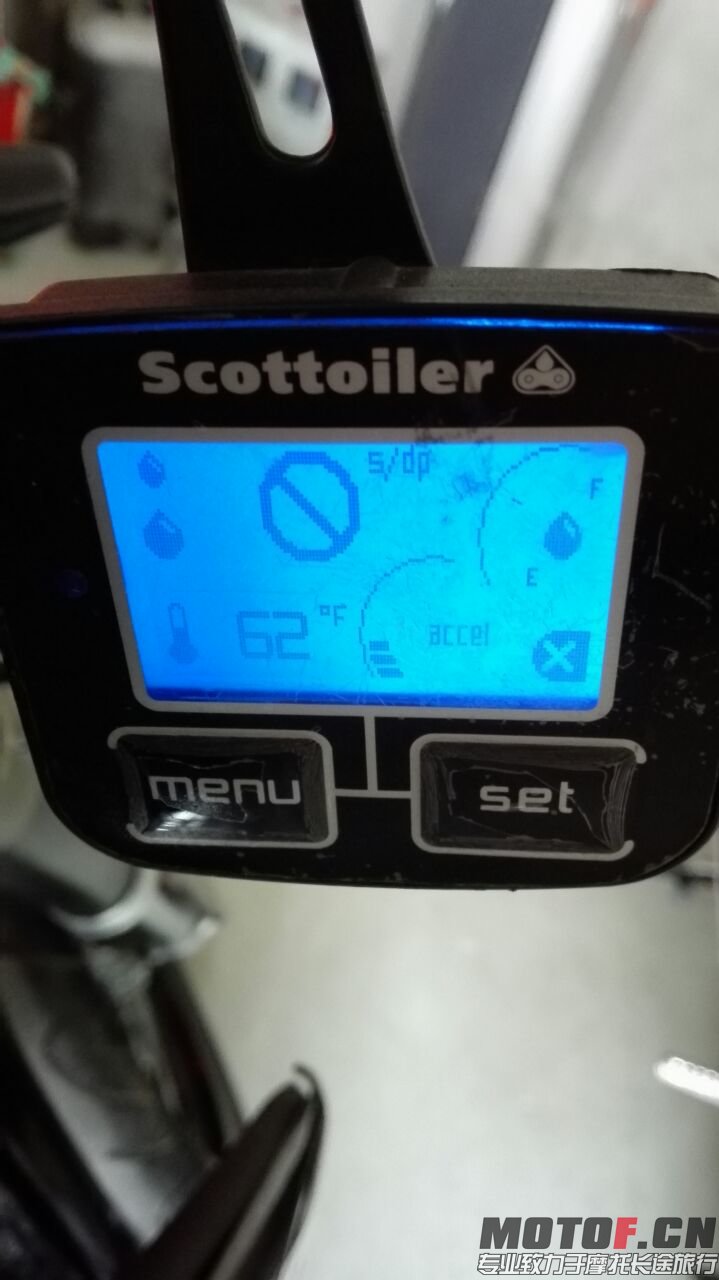 Scottoiler
s/dp
F
E
62 °F
accel
menu
set
MOTOF.CN
专业致力于摩托长途旅行